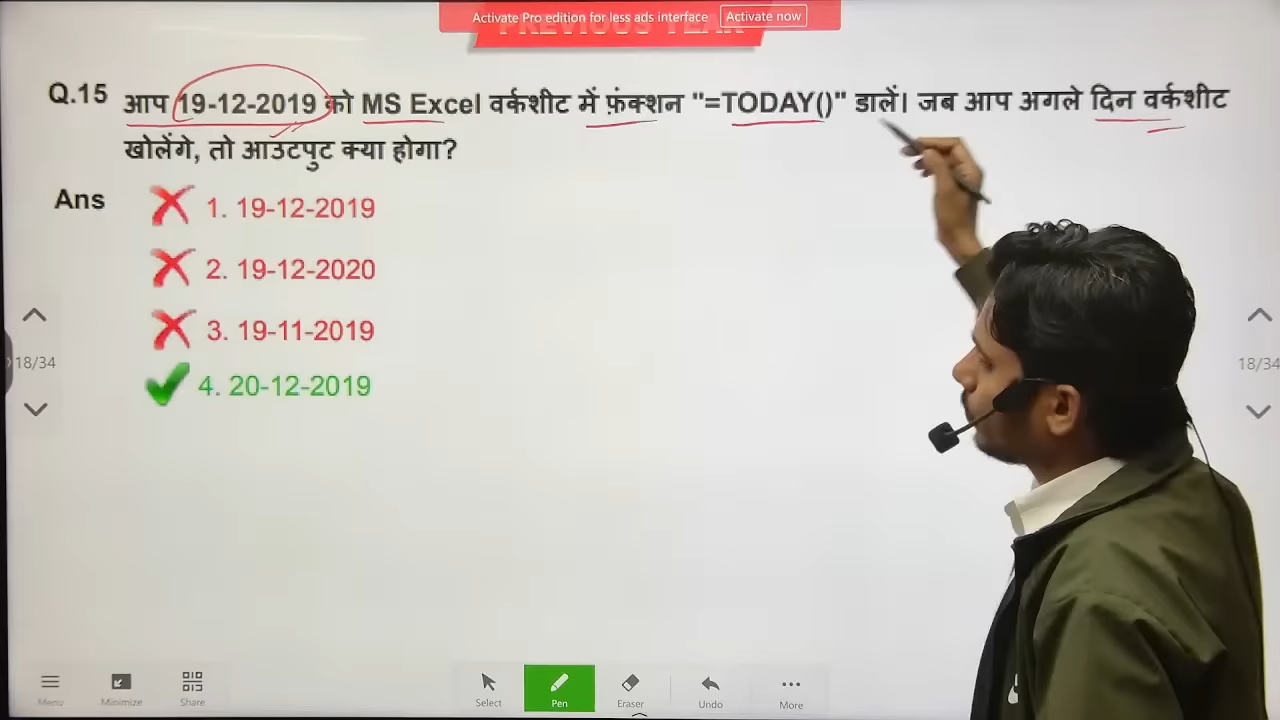 Activate Pro edition for less ads interface Activate now
PREVIOUS YEAR
Q.15 आप 19-12-2019 को MS Excel वर्कशीट में फ़ंक्शन "=TODAY()" डालें। जब आप अगले दिन वर्कशीट
खोलेंगे, तो आउटपुट क्या होगा?
Ans
1. 19-12-2019
2. 19-12-2020
3. 19-11-2019
4. 20-12-2019
18/34
18/34
Menu Minimize Share Select Pen Eraser Undo More